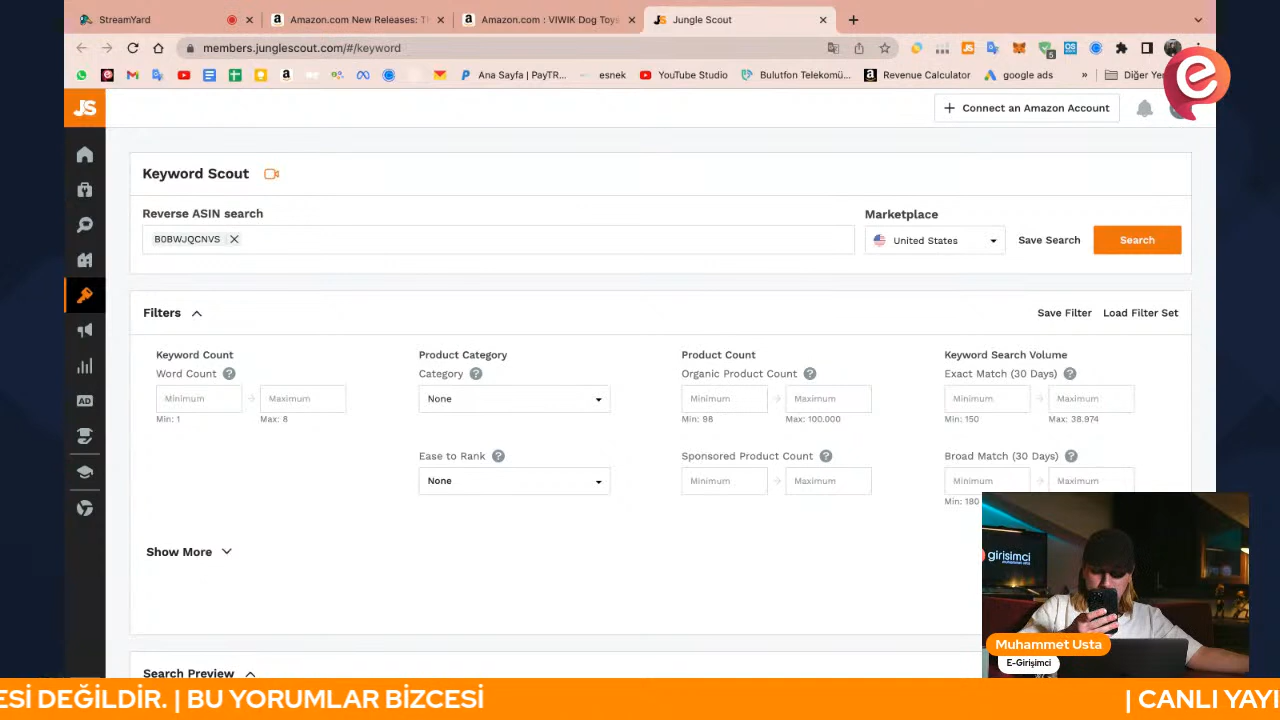 StreamYard
Amazon.com New Releases: Th
Amazon.com : VIWIK Dog Toys
Jungle Scout
members.junglescout.com/#/keyword
Ana Sayfa | PayTR...
esnek
YouTube Studio
Bulutfon Telekomü...
Revenue Calculator
google ads
»
Diğer Ye
JS
Connect an Amazon Account
Keyword Scout
Reverse ASIN search
B0BWJQCNVS
Marketplace
United States
Save Search
Search
Filters
Save Filter
Load Filter Set
Keyword Count
Word Count
Minimum
Maximum
Min: 1
Max: 8
Product Category
Category
None
Ease to Rank
None
Product Count
Organic Product Count
Minimum
Maximum
Min: 98
Max: 100.000
Sponsored Product Count
Minimum
Maximum
Keyword Search Volume
Exact Match (30 Days)
Minimum
Maximum
Min: 150
Max: 38.974
Broad Match (30 Days)
Minimum
Maximum
Min: 180
Show More
Search Preview
girisimci
Muhammet Usta
E-Girişimci
ESİ DEĞİLDİR. | BU YORUMLAR BİZCESİ
| CANLI YAYI